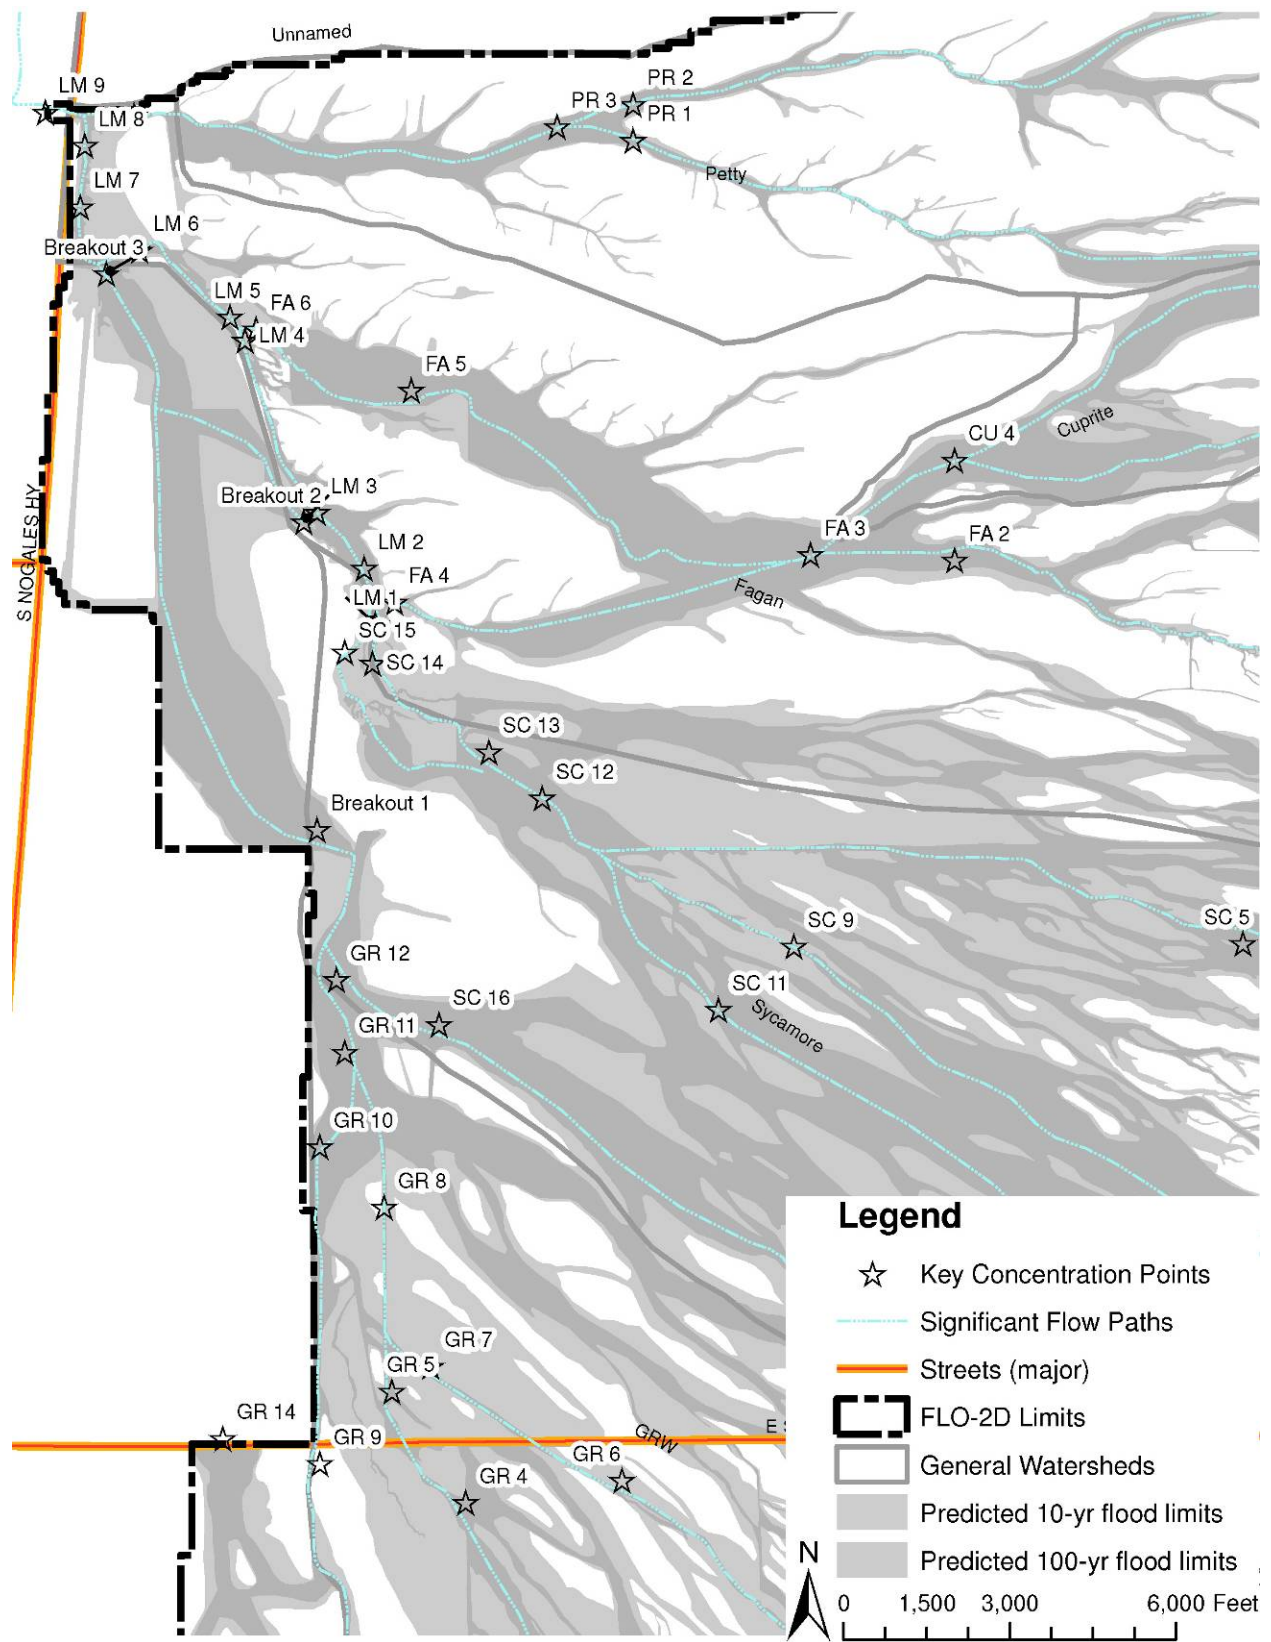 Unnamed
LM 9
PR 2
PR 3
LM 8
PR 1
Petty
LM 7
LM 6
Breakout 3
LM 5
FA 6
LM 4
FA 5
Cuprite
CU 4
Breakout 2
LM 3
S NOGALES HY
FA 3
FA 2
LM 2
FA 4
Fagan
LM 1
SC 15
SC 14
SC 13
SC 12
Breakout 1
SC 9
SC 5
GR 12
SC 11
SC 16
Sycamore
GR 11
GR 10
GR 8
GR 7
GR 5
GR 14
GR 9
GRW
E S
GR 6
GR 4
Legend
Key Concentration Points
Significant Flow Paths
Streets (major)
FLO-2D Limits
General Watersheds
Predicted 10-yr flood limits
Predicted 100-yr flood limits
N
0 1,500 3,000 6,000 Feet